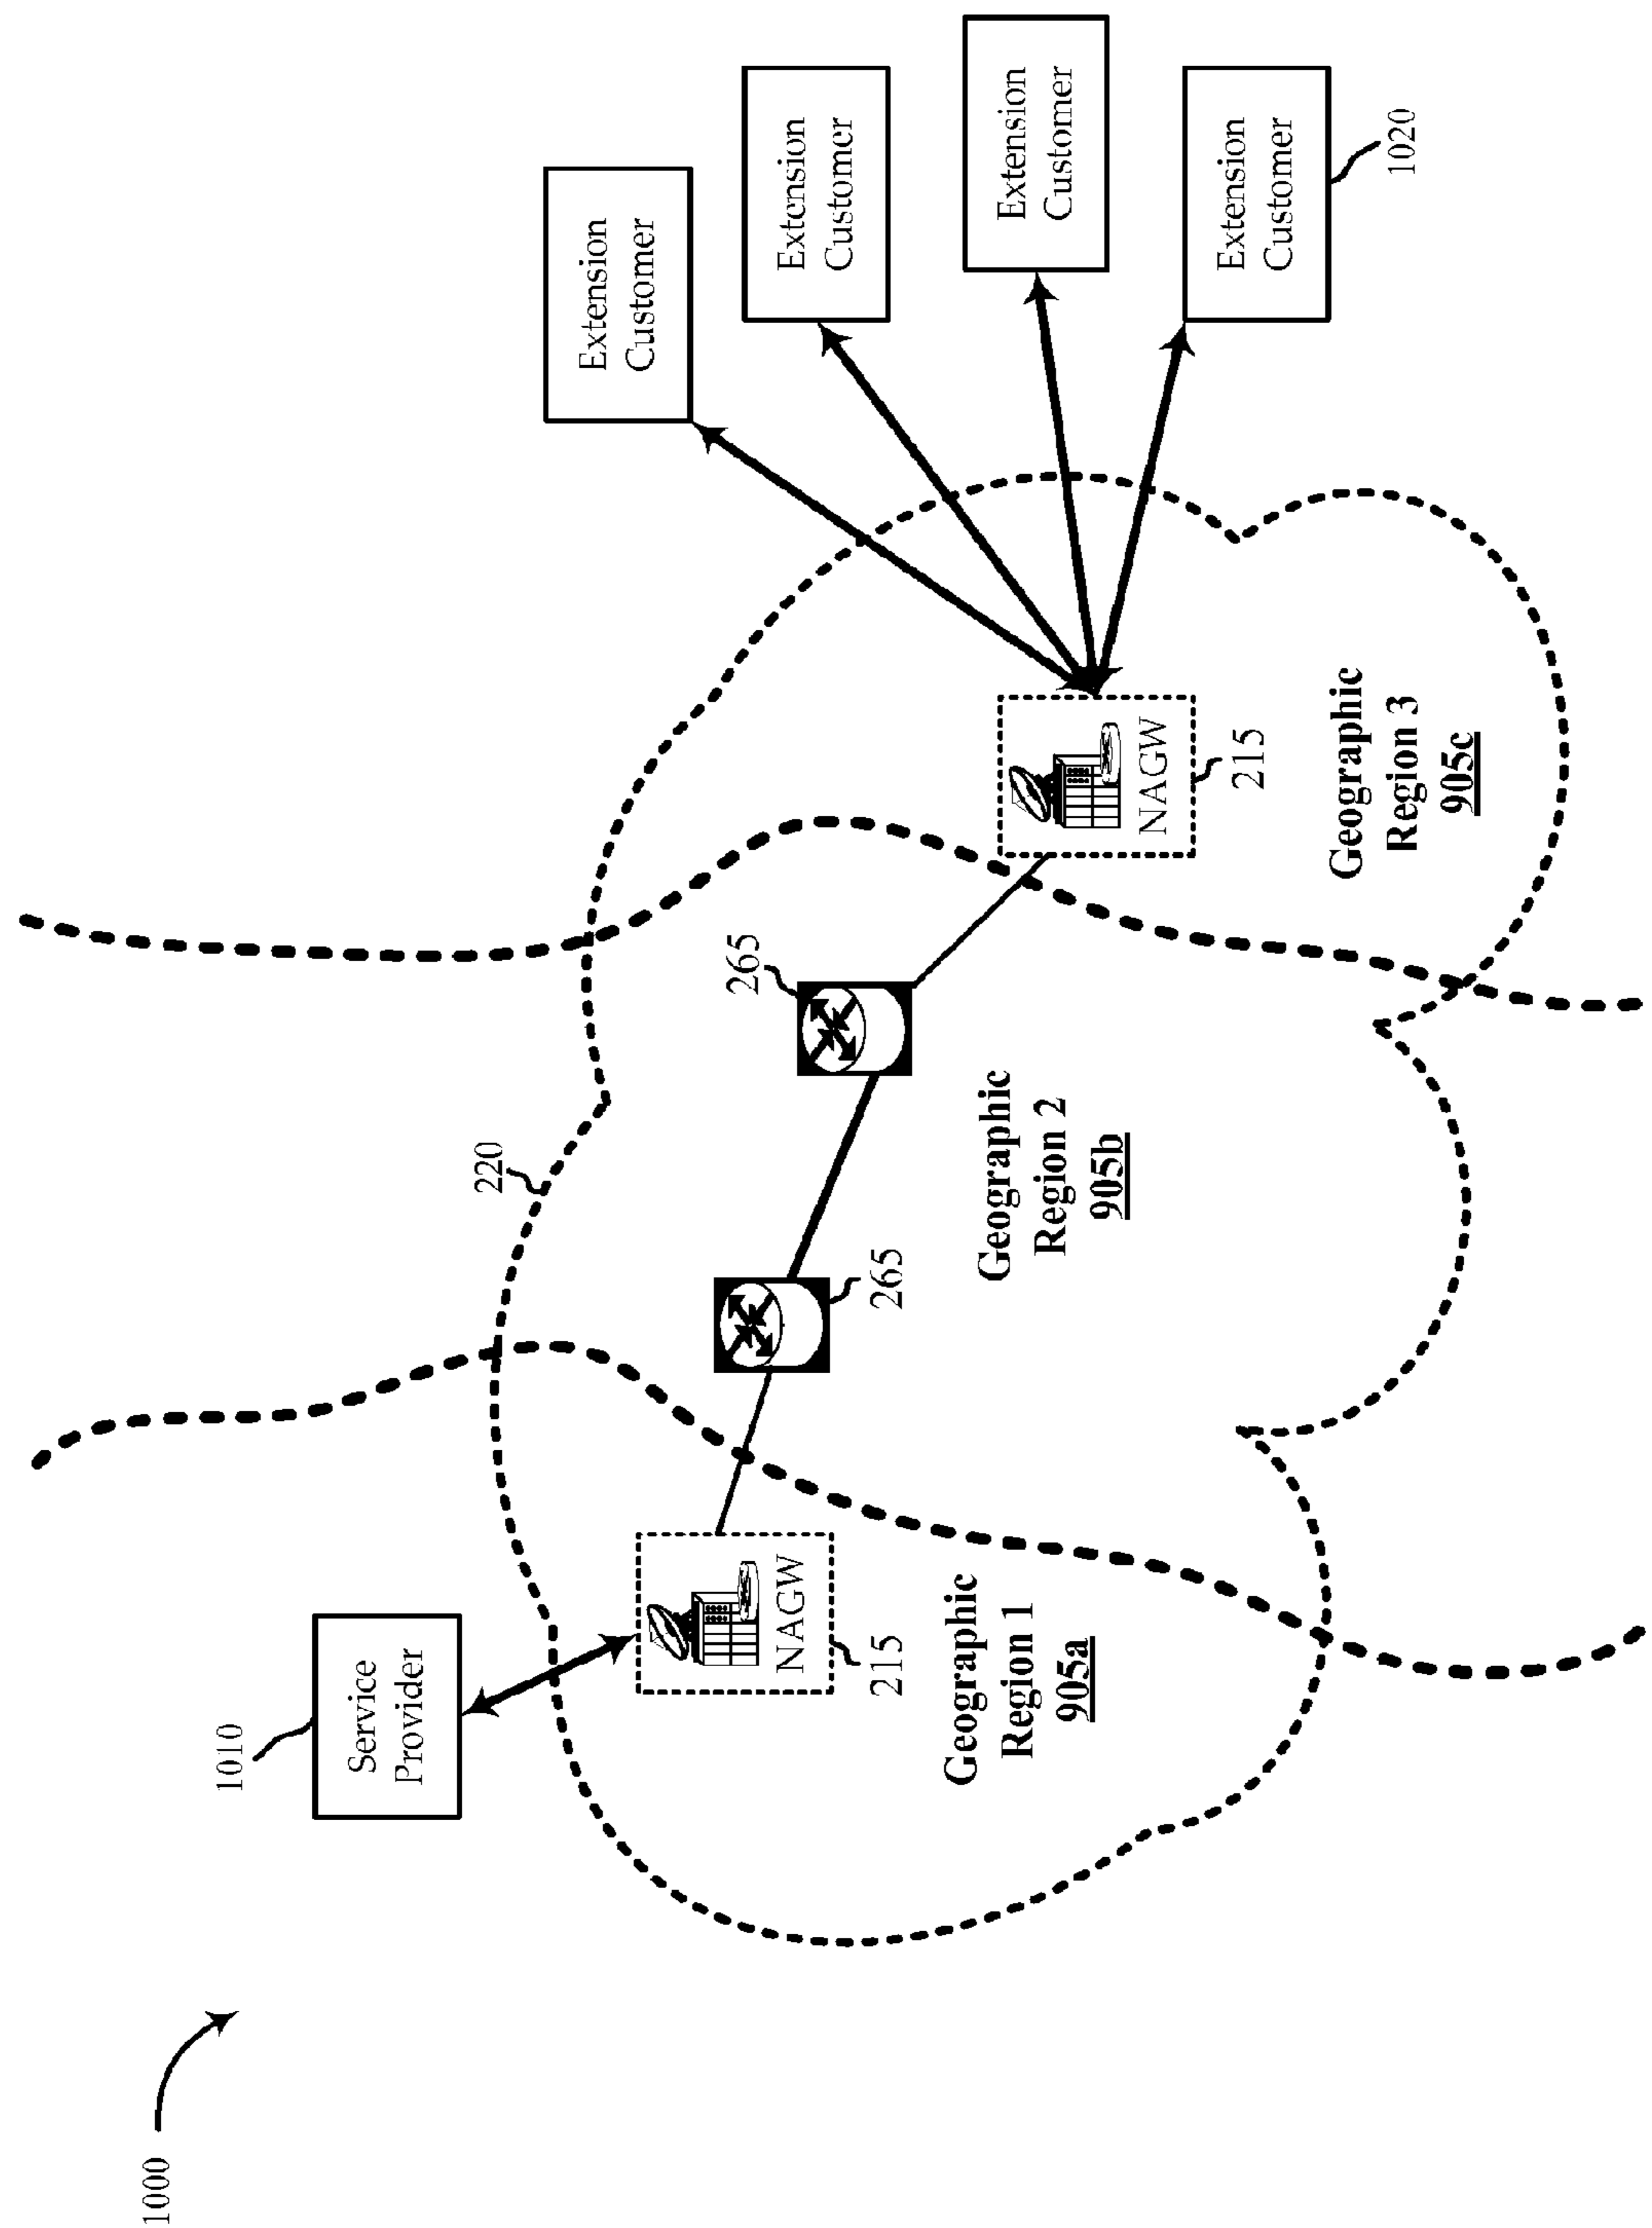 1000
1010
Service
Provider
220
NAGW
215
Geographic
Region 1
905a
265
265
Geographic
Region 2
905b
NAGW
215
Geographic
Region 3
905c
Extension
Customer
Extension
Customer
Extension
Customer
Extension
Customer
1020